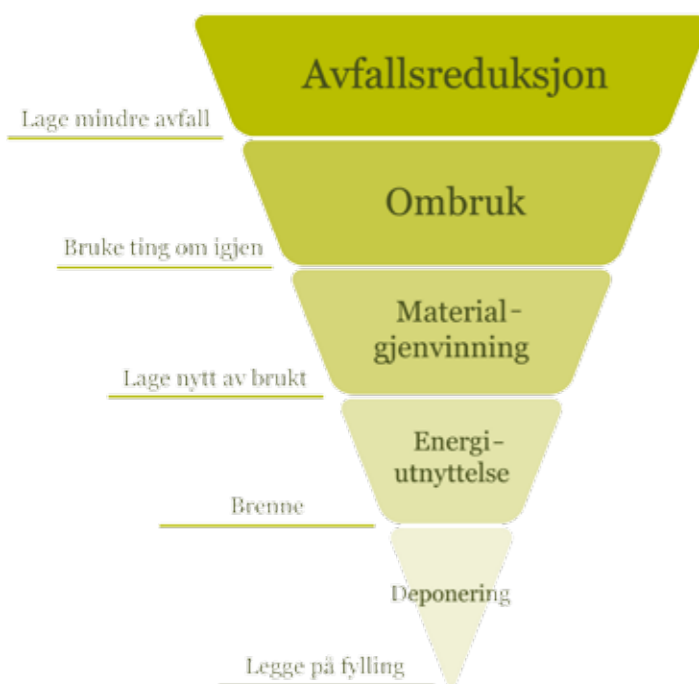 Avfallsreduksjon
Lage mindre avfall
Ombruk
Bruke ting om igjen
Material-
gjenvinning
Lage nytt av brukt
Energi-
utnyttelse
Brenne
Deponering
Legge på fylling